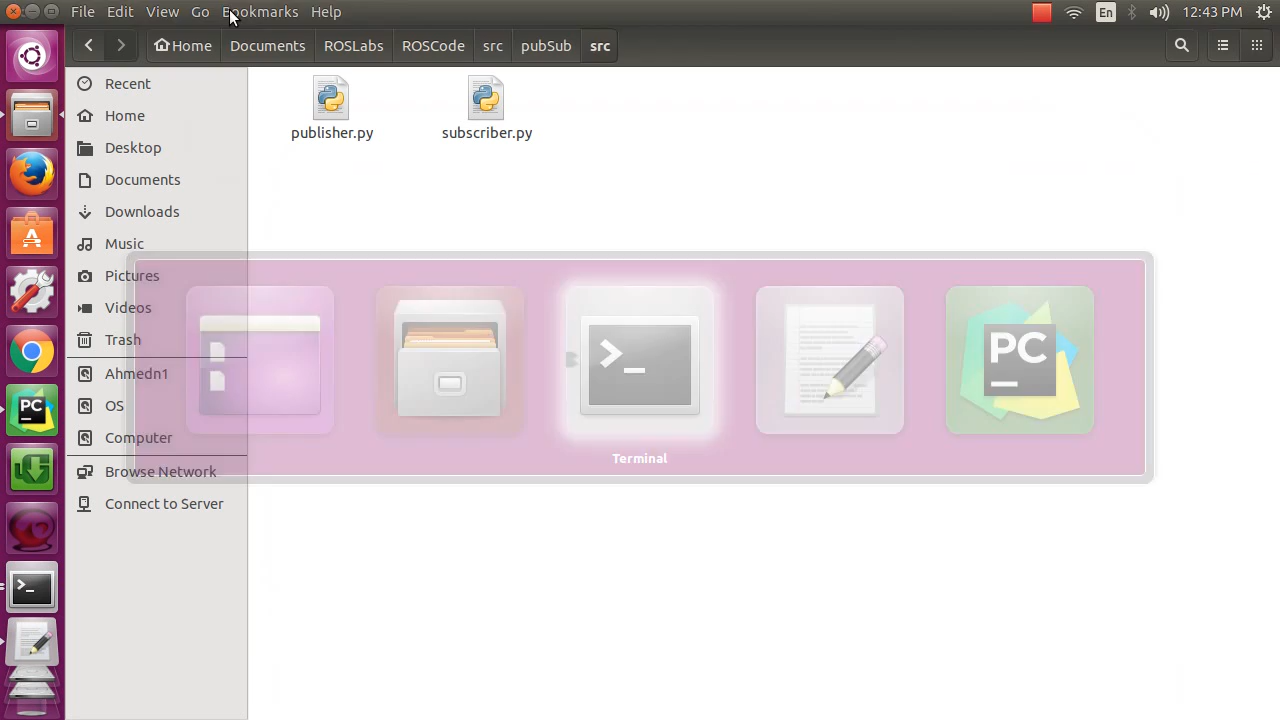 File Edit View Go Bookmarks Help
En
12:43 PM
Home Documents ROSLabs ROSCode src pubSub src
Recent
Home
Desktop
Documents
Downloads
Music
Pictures
Videos
Trash
Ahmedn1
OS
Computer
Browse Network
Connect to Server
publisher.py subscriber.py
PC
Terminal
PC